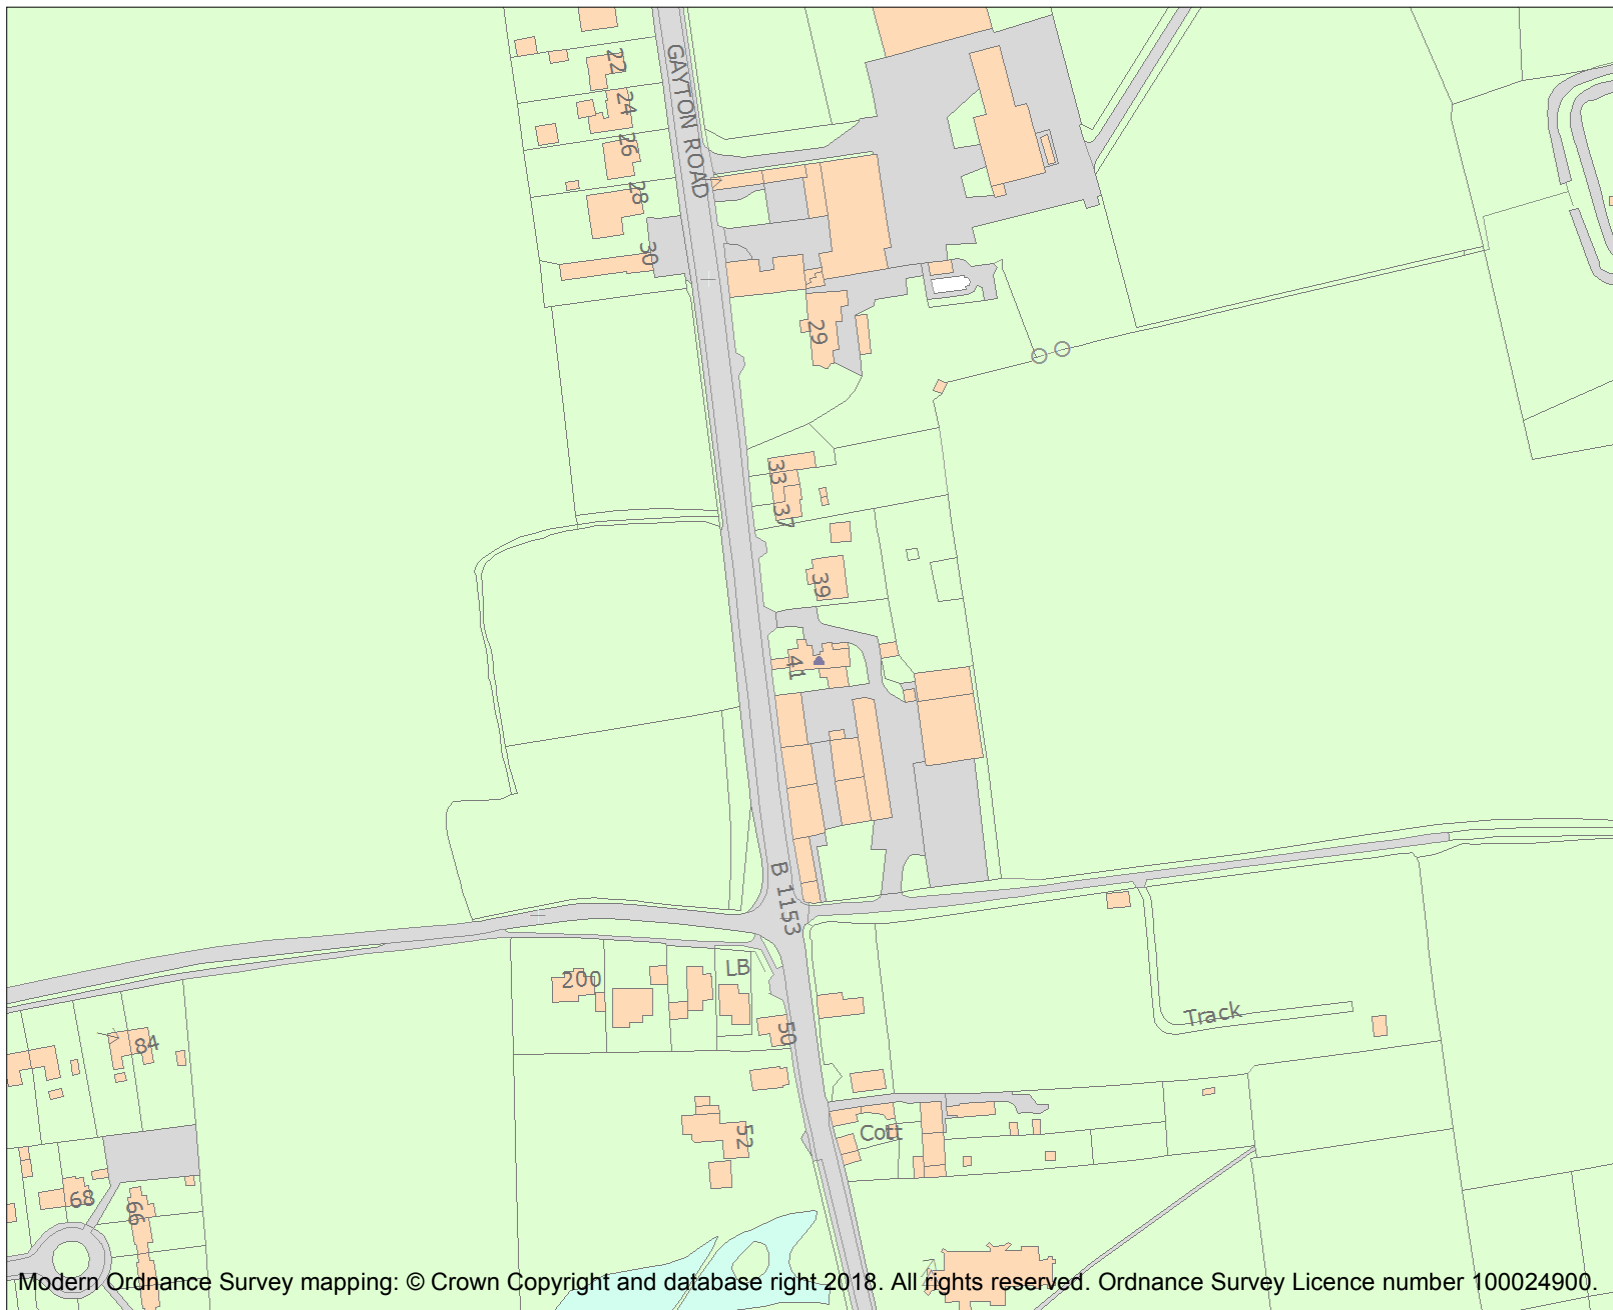 GAYTON ROAD
22
24
26
28
30
29
33
37
39
41
B 1153
200
LB
50
Track
84
52
Cott
68
66
Modern Ordnance Survey mapping: © Crown Copyright and database right 2018. All rights reserved. Ordnance Survey Licence number 100024900.